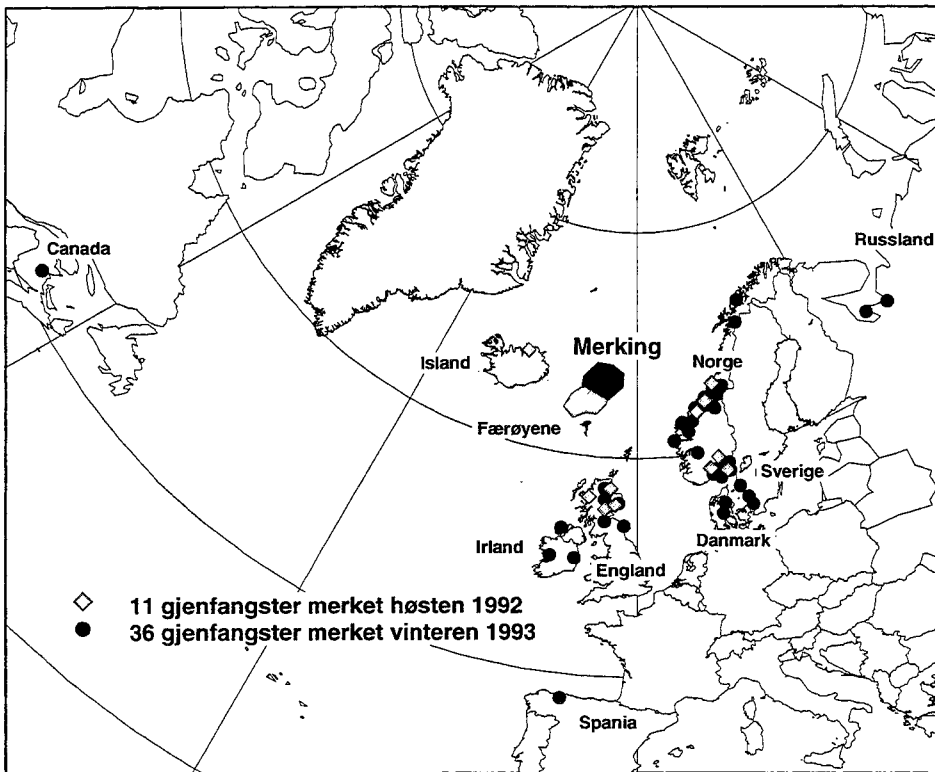 Canada
Russland
Merking
Island
Norge
Færøyene
Sverige
Danmark
Irland
England
11 gjenfangster merket høsten 1992
36 gjenfangster merket vinteren 1993
Spania